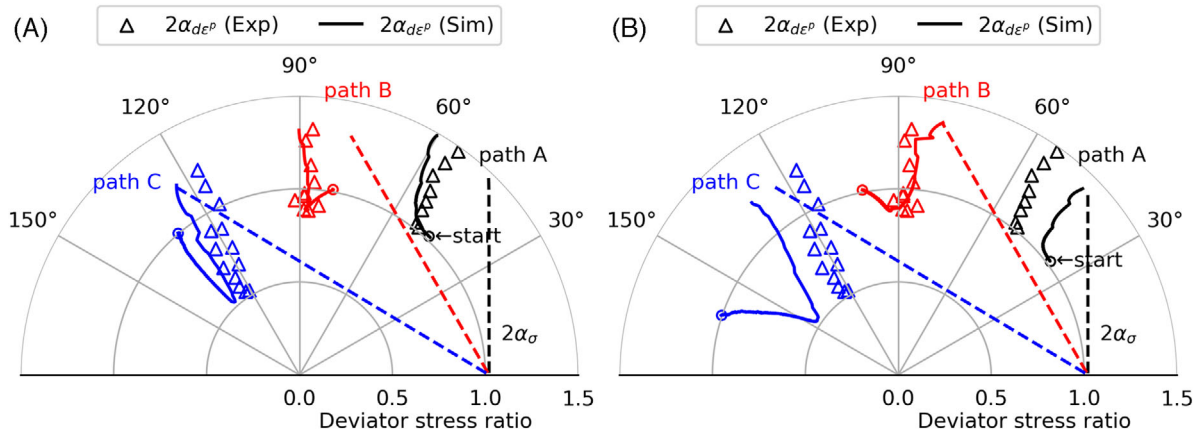 (A)
2α_{dε^p} (Exp)
2α_{dε^p} (Sim)
90°
120°
60°
150°
30°
path B
path A
path C
←start
2α_σ
0.0 0.5 1.0 1.5
Deviator stress ratio
(B)
2α_{dε^p} (Exp)
2α_{dε^p} (Sim)
90°
120°
60°
150°
30°
path B
path A
path C
←start
2α_σ
0.0 0.5 1.0 1.5
Deviator stress ratio